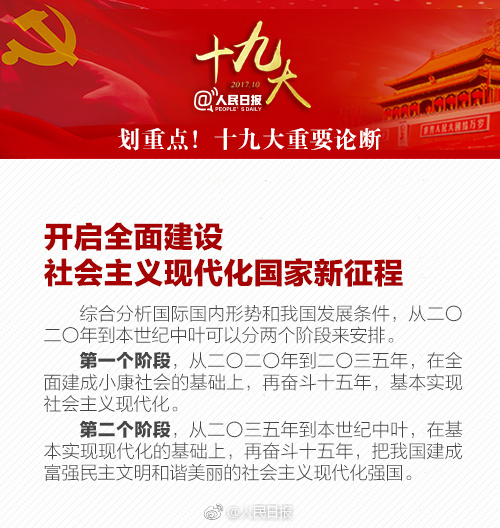 十九大
2017.10
@人民日报
PEOPLE'S DAILY
划重点！十九大重要论断
开启全面建设
社会主义现代化国家新征程
综合分析国际国内形势和我国发展条件，从二〇
二〇年到本世纪中叶可以分两个阶段来安排。
第一个阶段，从二〇二〇年到二〇三五年，在全
面建成小康社会的基础上，再奋斗十五年，基本实现
社会主义现代化。
第二个阶段，从二〇三五年到本世纪中叶，在基
本实现现代化的基础上，再奋斗十五年，把我国建成
富强民主文明和谐美丽的社会主义现代化强国。
@人民日报